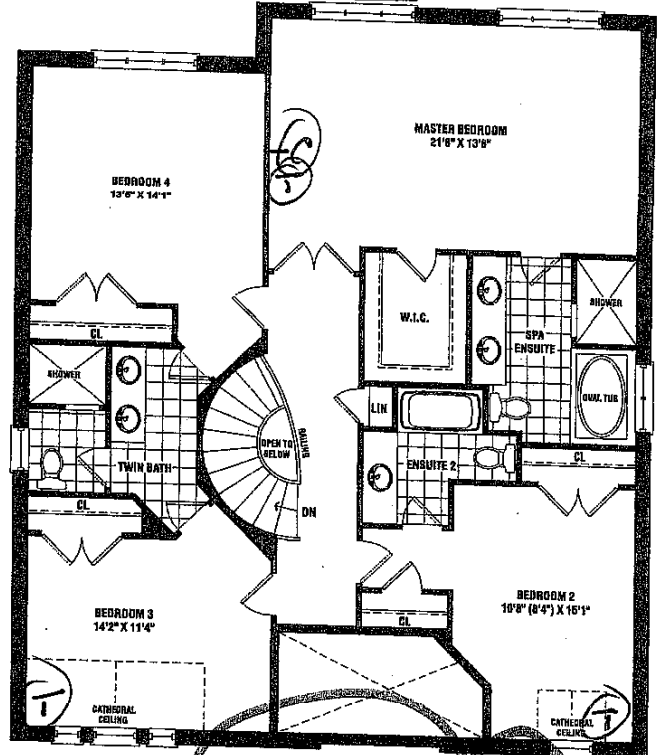 MASTER BEDROOM
21'6" X 13'6"
BEDROOM 4
13'6" X 14'1"
W.I.C.
SHOWER
SPA
ENSUITE
CL
SHOWER
OVAL TUB
LIN
OPEN TO
BELOW
RAILING
TWIN BATH
ENSUITE 2
CL
CL
DN
BEDROOM 2
10'8" (8'4") X 15'1"
BEDROOM 3
14'2" X 11'4"
CL
CATHEDRAL
CEILING
CATHEDRAL
CEILING